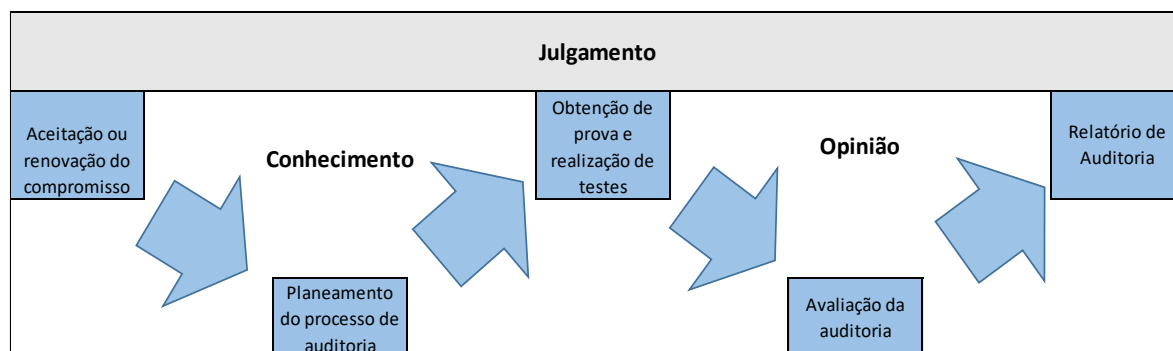 Julgamento
Aceitação ou
renovação do
compromisso
Conhecimento
Obtenção de
prova e
realização de
testes
Opinião
Relatório de
Auditoria
Planeamento
do processo de
auditoria
Avaliação da
auditoria